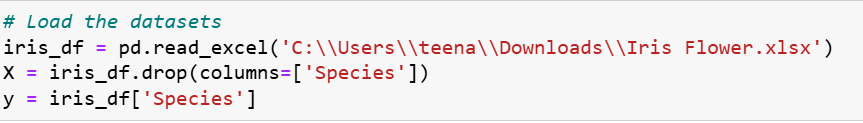 # Load the datasets
iris_df = pd.read_excel('C:\\Users\\teena\\Downloads\\Iris Flower.xlsx')
X = iris_df.drop(columns=['Species'])
y = iris_df['Species']